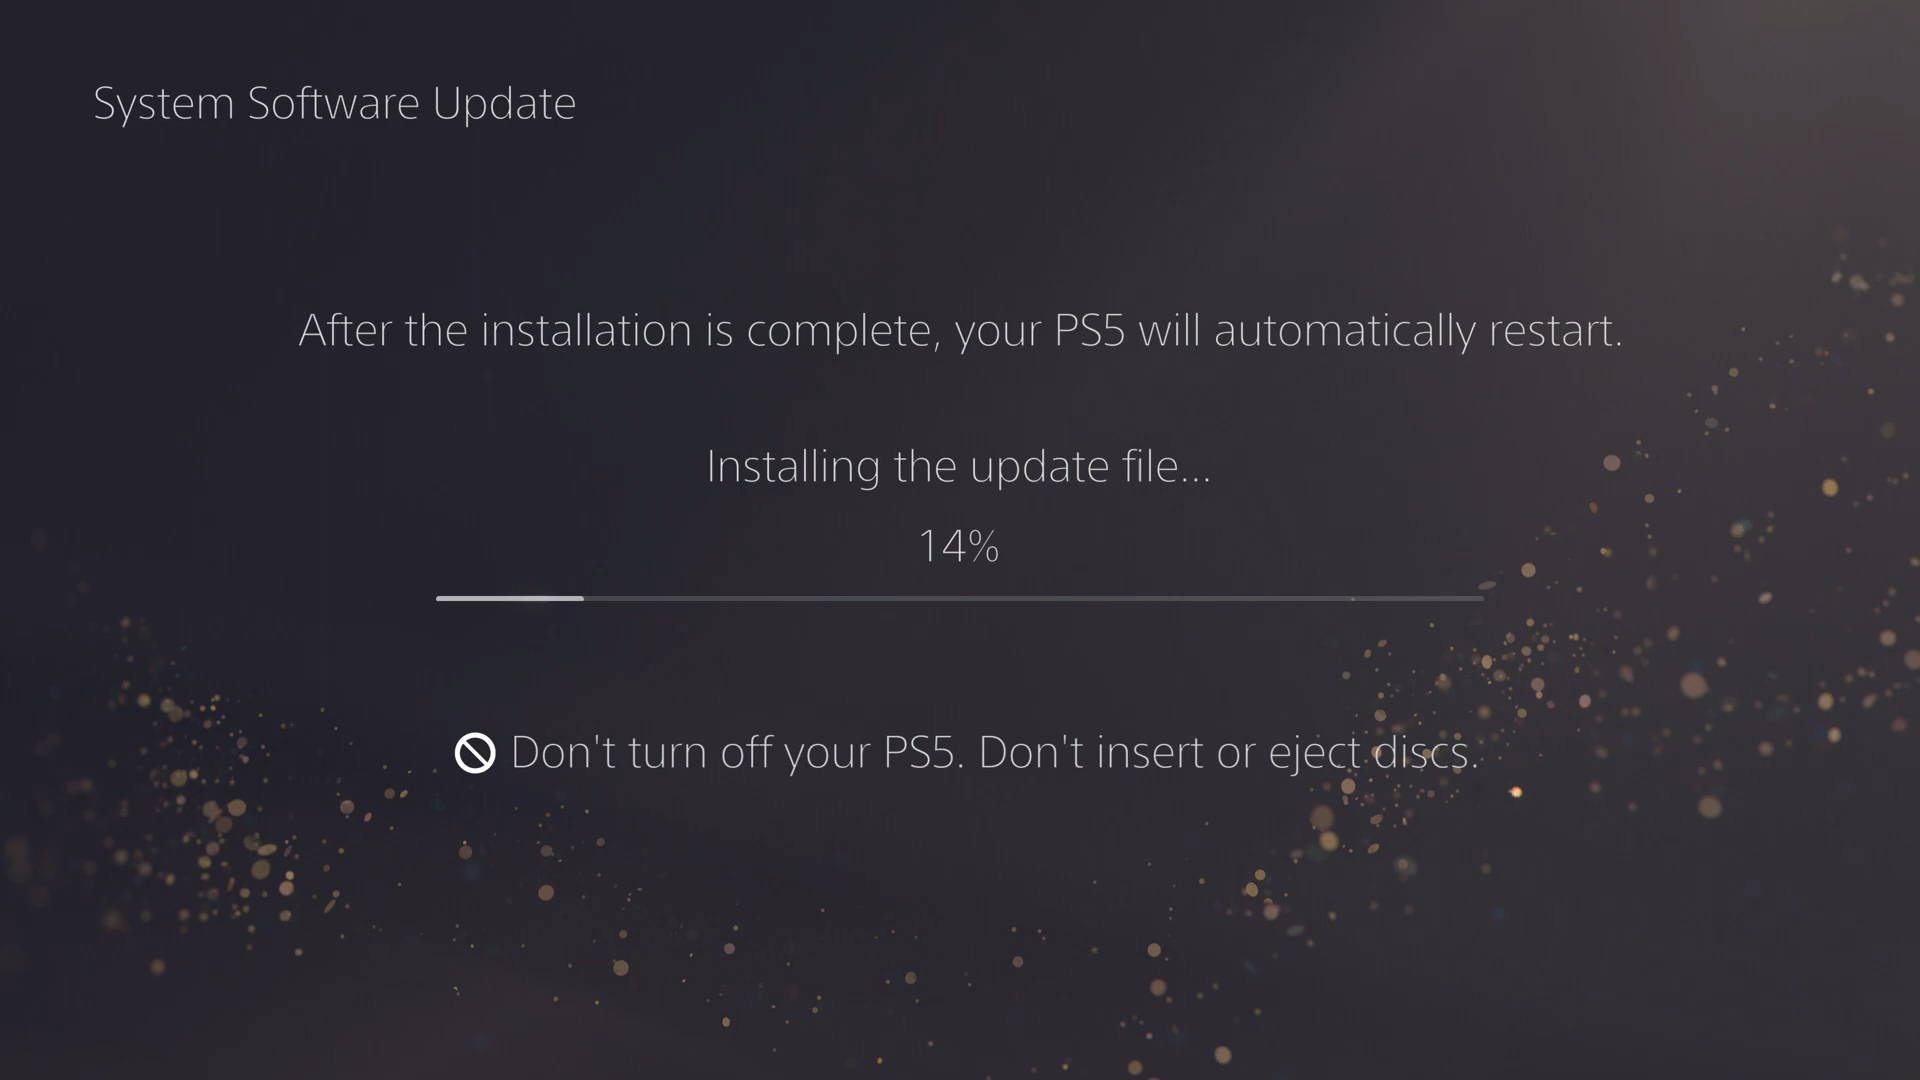 System Software Update
After the installation is complete, your PS5 will automatically restart.
Installing the update file...
14%
Don't turn off your PS5. Don't insert or eject discs.